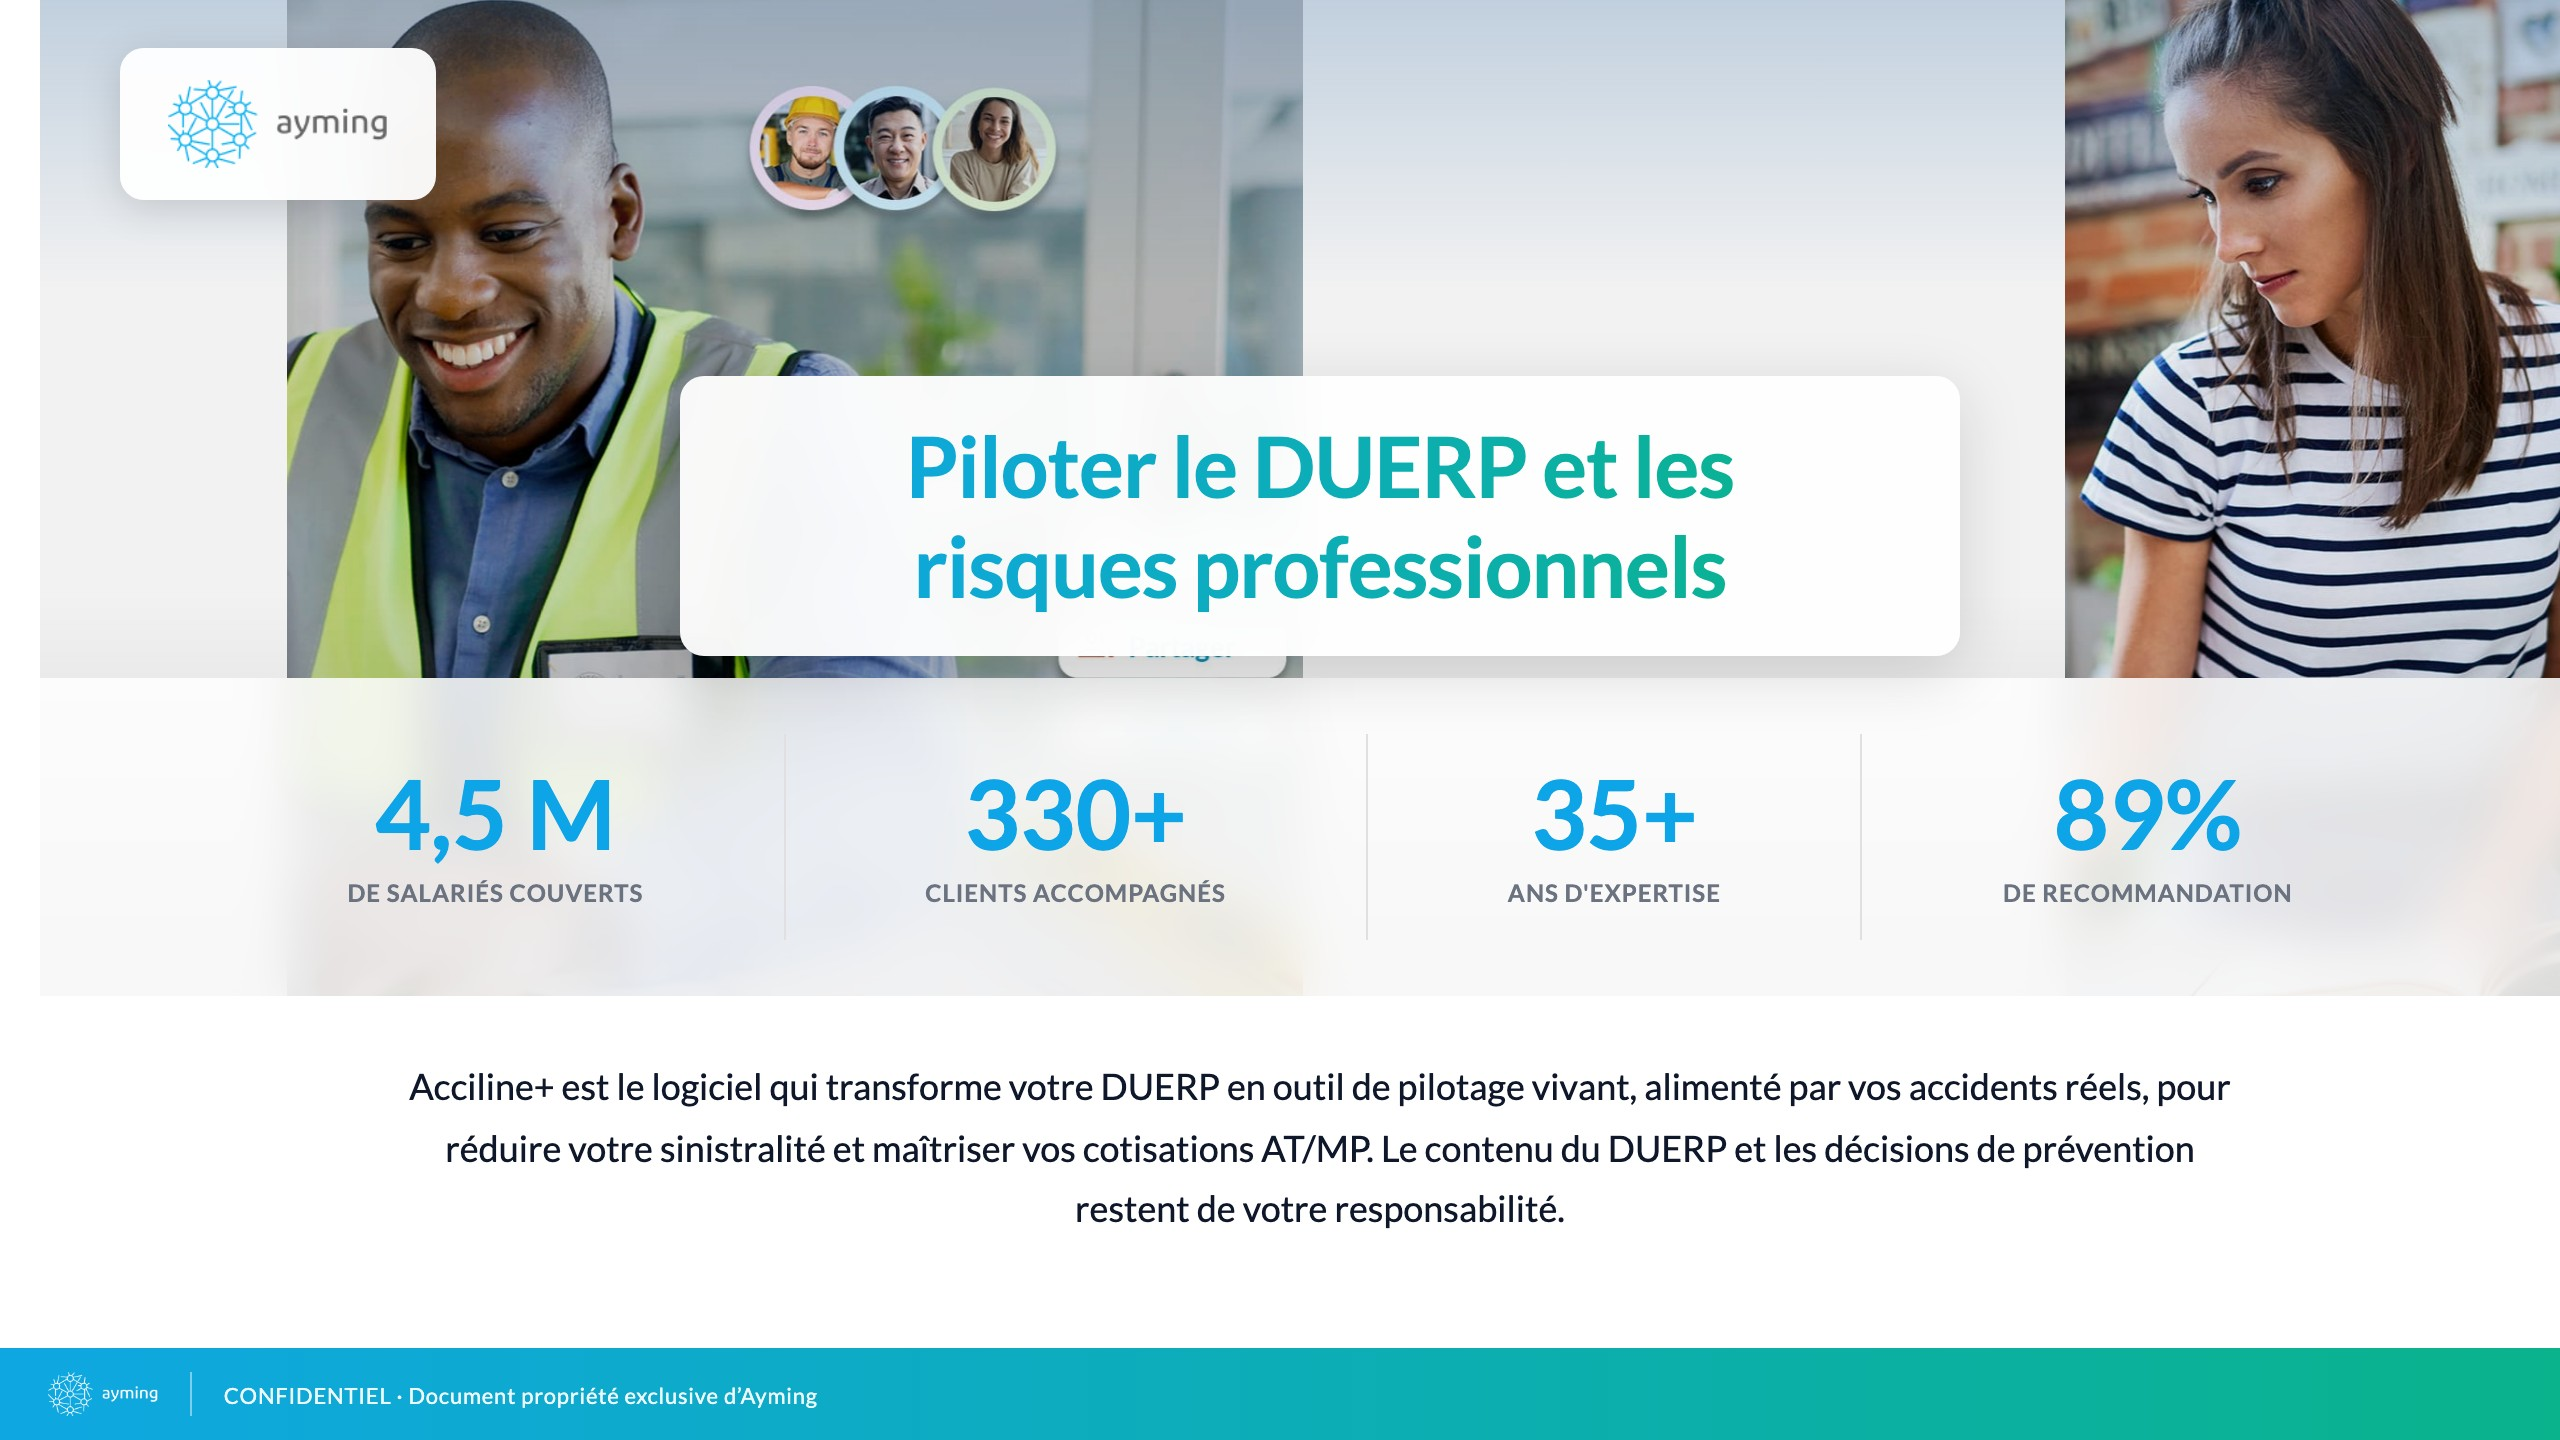 ayming
Piloter le DUERP et les
risques professionnels
Partager
4,5 M
DE SALARIÉS COUVERTS
330+
CLIENTS ACCOMPAGNÉS
35+
ANS D'EXPERTISE
89%
DE RECOMMANDATION
Acciline+ est le logiciel qui transforme votre DUERP en outil de pilotage vivant, alimenté par vos accidents réels, pour
réduire votre sinistralité et maîtriser vos cotisations AT/MP. Le contenu du DUERP et les décisions de prévention
restent de votre responsabilité.
ayming
CONFIDENTIEL · Document propriété exclusive d’Ayming